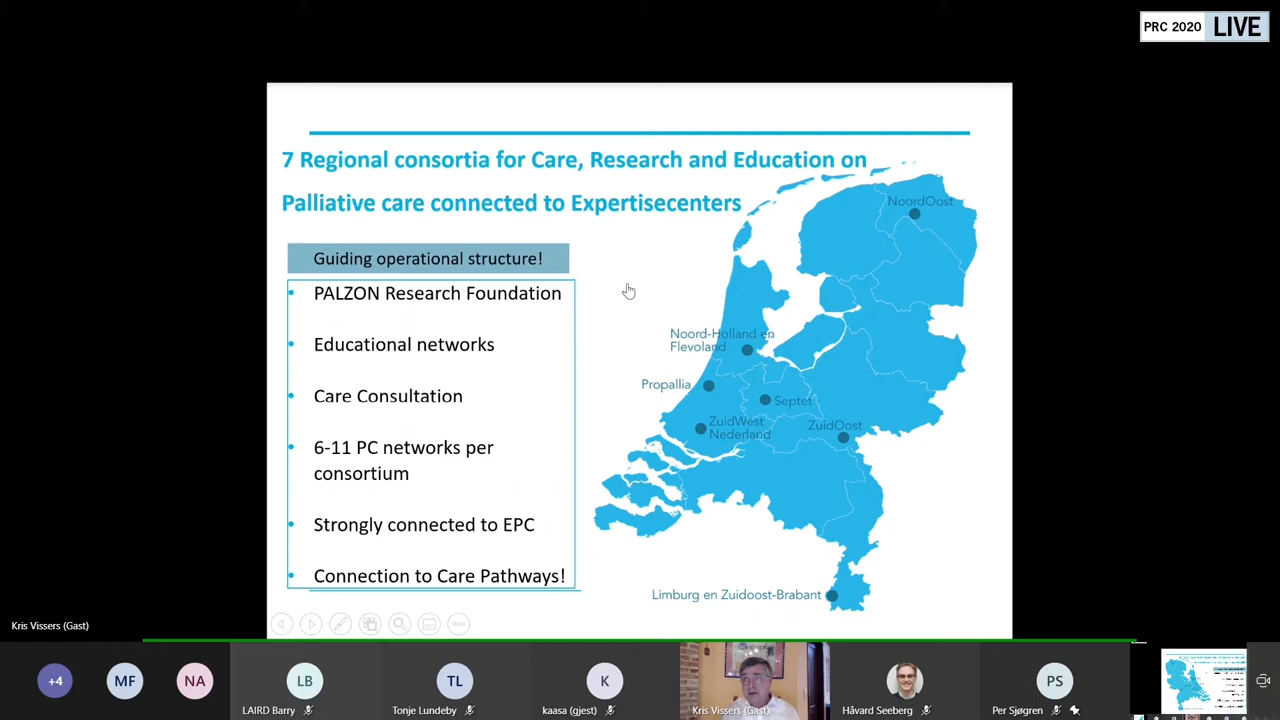 PRC 2020 LIVE
7 Regional consortia for Care, Research and Education on
Palliative care connected to Expertisecenters
Guiding operational structure!
• PALZON Research Foundation
• Educational networks
• Care Consultation
• 6-11 PC networks per
consortium
• Strongly connected to EPC
• Connection to Care Pathways!
NoordOost
Noord-Holland en
Flevoland
Propallia
Septet
ZuidWest
Nederland
ZuidOost
Limburg en Zuidoost-Brabant
Kris Vissers (Gast)
+4
MF
NA
LB
LAIRD Barry
TL
Tonje Lundeby
K
kaasa (gjest)
Kris Vissers (Gast)
Håvard Seeberg
PS
Per Sjøgren